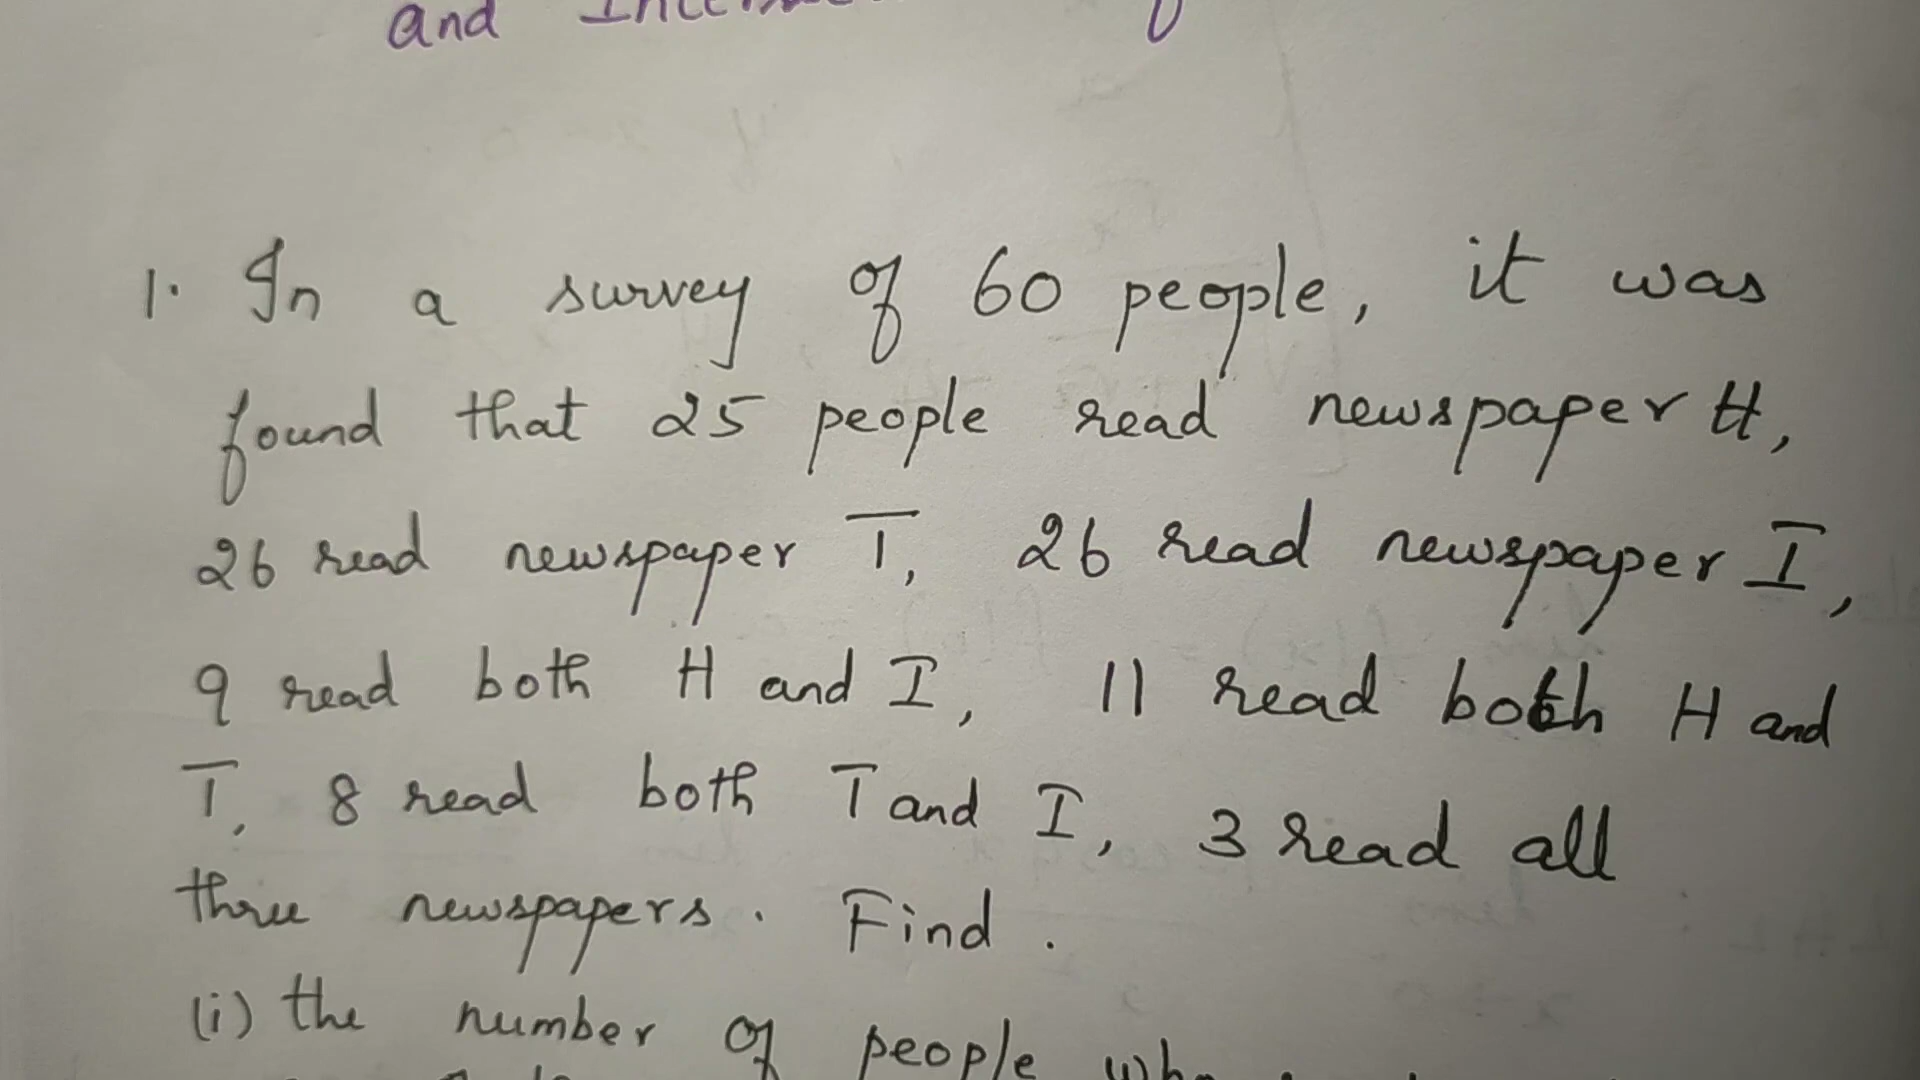 and
1. In a survey of 60 people, it was
found that 25 people read newspaper H,
26 read newspaper T, 26 read newspaper I,
9 read both H and I, 11 read both H and
T, 8 read both T and I, 3 read all
three newspapers. Find.
(i) the number of people who